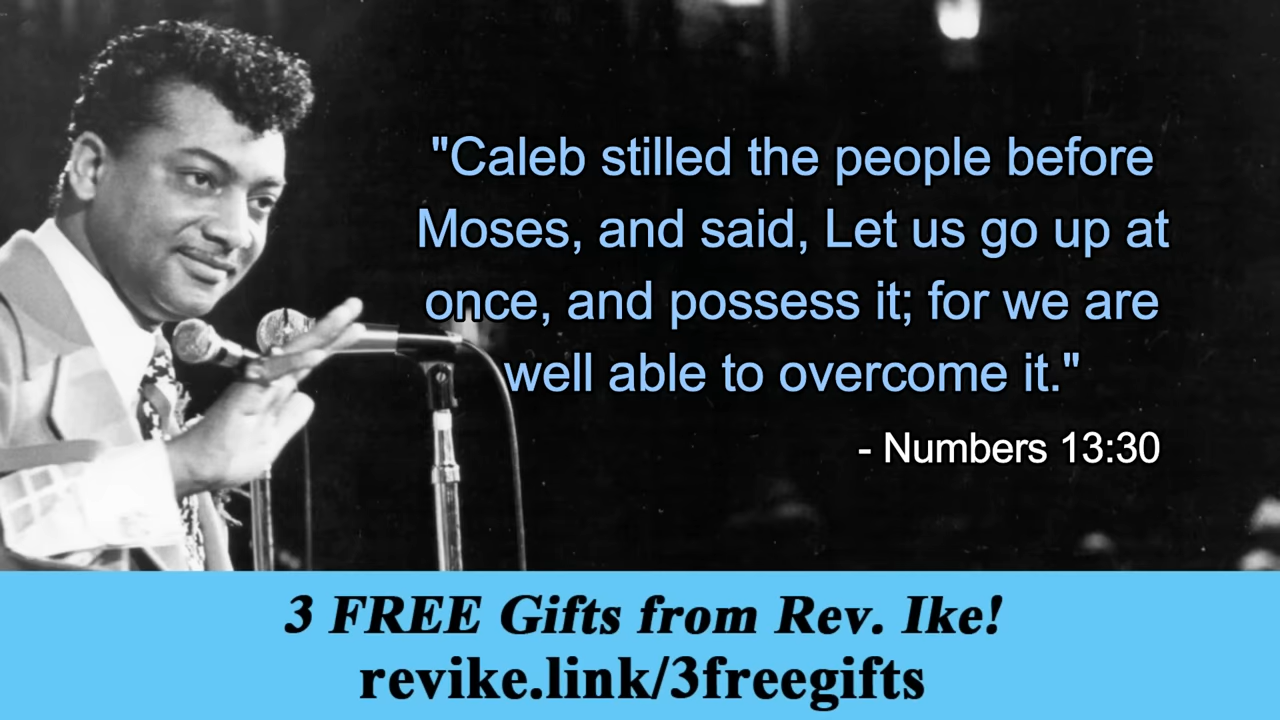 "Caleb stilled the people before
Moses, and said, Let us go up at
once, and possess it; for we are
well able to overcome it."
- Numbers 13:30
3 FREE Gifts from Rev. Ike!
revike.link/3freegifts